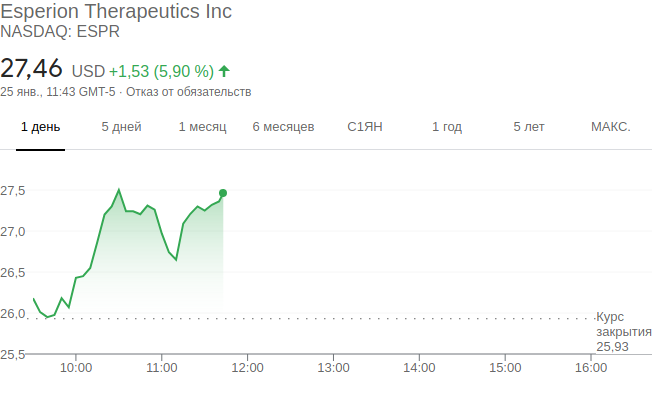 Esperion Therapeutics Inc
NASDAQ: ESPR
27,46 USD +1,53 (5,90 %)
25 янв., 11:43 GMT-5 · Отказ от обязательств
1 день 5 дней 1 месяц 6 месяцев С1ЯН 1 год 5 лет МАКС.
27,5
27,0
26,5
26,0
Курс
закрытия
25,93
25,5
10:00 11:00 12:00 13:00 14:00 15:00 16:00